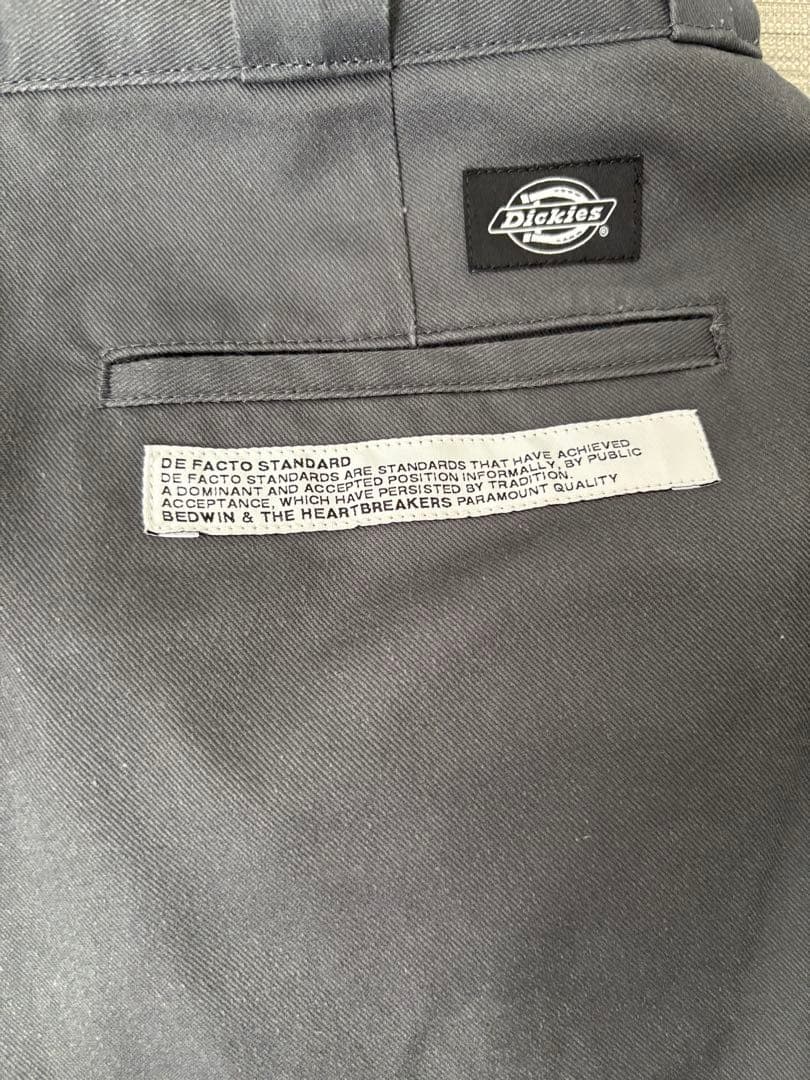 Dickies®
DE FACTO STANDARD
DE FACTO STANDARDS ARE STANDARDS THAT HAVE ACHIEVED
A DOMINANT AND ACCEPTED POSITION INFORMALLY, BY PUBLIC
ACCEPTANCE, WHICH HAVE PERSISTED BY TRADITION.
BEDWIN & THE HEARTBREAKERS PARAMOUNT QUALITY